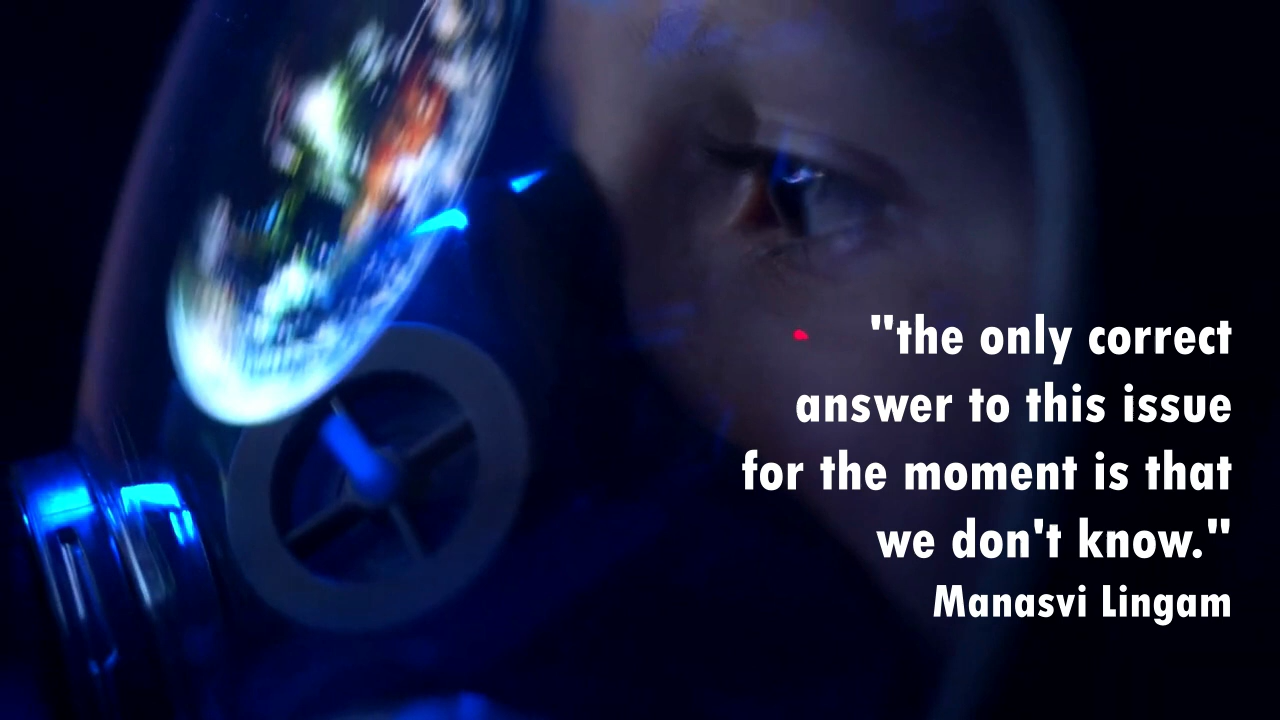 "the only correct
answer to this issue
for the moment is that
we don't know."
Manasvi Lingam